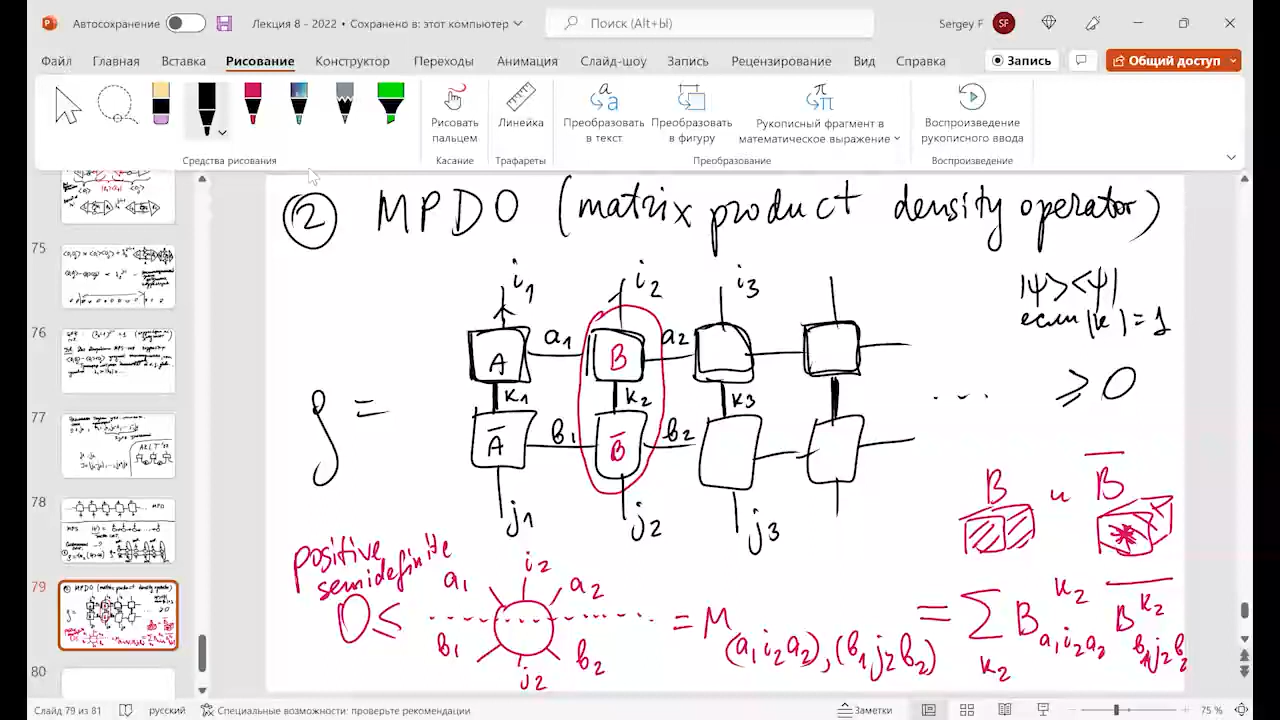 Автосохранение
Лекция 8 - 2022 • Сохранено в: этот компьютер
Поиск (Alt+Ы)
Sergey F
SF
Файл Главная Вставка Рисование Конструктор Переходы Анимация Слайд-шоу Запись Рецензирование Вид Справка
Запись
Общий доступ
Рисовать пальцем
Линейка
Преобразовать в текст
Преобразовать в фигуру
Рукописный фрагмент в математическое выражение
Воспроизведение рукописного ввода
Средства рисования
Касание
Трафареты
Преобразование
Воспроизведение
75
76
77
78
79
80
② MPDO (matrix product density operator)
i1 i2 i3
|ψ><ψ|
если |k| = 1
A a1 B a2
ρ =
k1 k2 k3
... ⩾ 0
A̅ b1 B̅ b2
j1 j2 j3
B и B̅
positive
semidefinite
a1 i2 a2
0 ≤
= M(a1 i2 a2),(b1 j2 b2) = ∑k2 B^k2 a1 i2 a2 B̅^k2 b1 j2 b2
b1 j2 b2
Слайд 79 из 81
русский
Специальные возможности: проверьте рекомендации
Заметки
75 %